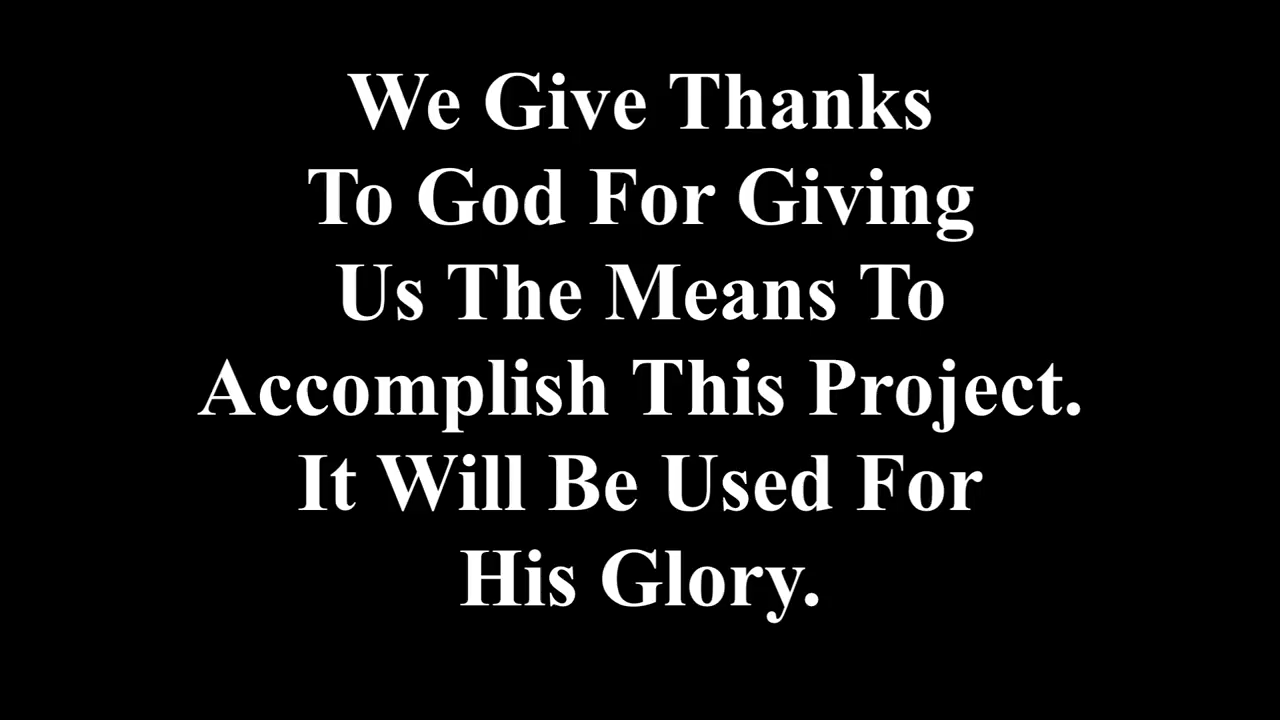 We Give Thanks
To God For Giving
Us The Means To
Accomplish This Project.
It Will Be Used For
His Glory.